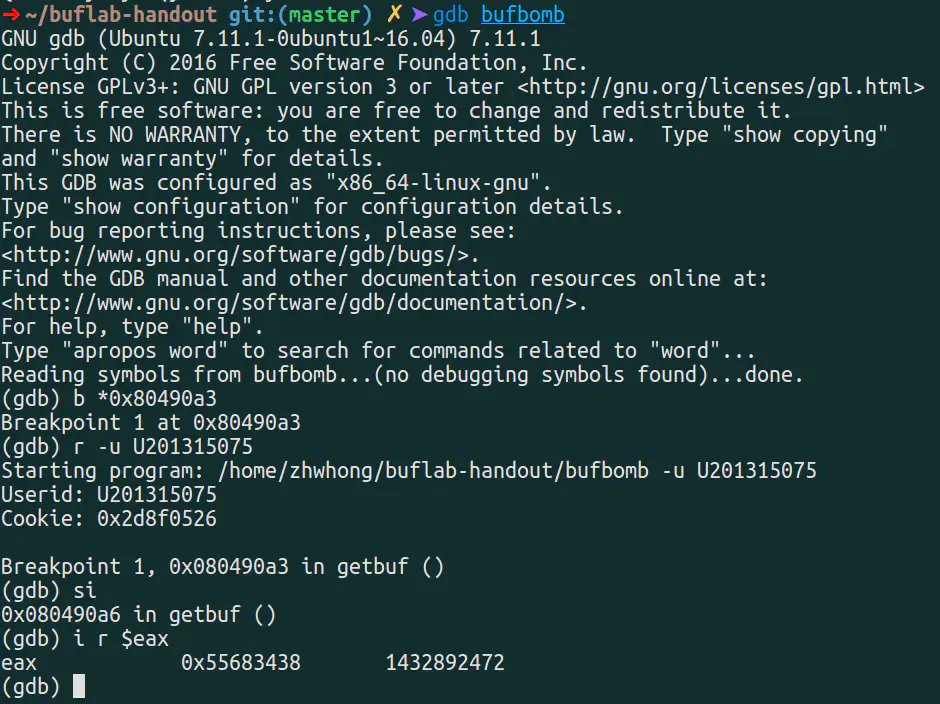 →~/buflab-handout git:(master) ✗ ➤gdb bufbomb
GNU gdb (Ubuntu 7.11.1-0ubuntu1~16.04) 7.11.1
Copyright (C) 2016 Free Software Foundation, Inc.
License GPLv3+: GNU GPL version 3 or later <http://gnu.org/licenses/gpl.html>
This is free software: you are free to change and redistribute it.
There is NO WARRANTY, to the extent permitted by law.  Type "show copying"
and "show warranty" for details.
This GDB was configured as "x86_64-linux-gnu".
Type "show configuration" for configuration details.
For bug reporting instructions, please see:
<http://www.gnu.org/software/gdb/bugs/>.
Find the GDB manual and other documentation resources online at:
<http://www.gnu.org/software/gdb/documentation/>.
For help, type "help".
Type "apropos word" to search for commands related to "word"...
Reading symbols from bufbomb...(no debugging symbols found)...done.
(gdb) b *0x80490a3
Breakpoint 1 at 0x80490a3
(gdb) r -u U201315075
Starting program: /home/zhwhong/buflab-handout/bufbomb -u U201315075
Userid: U201315075
Cookie: 0x2d8f0526
Breakpoint 1, 0x080490a3 in getbuf ()
(gdb) si
0x080490a6 in getbuf ()
(gdb) i r $eax
eax            0x55683438       1432892472
(gdb)